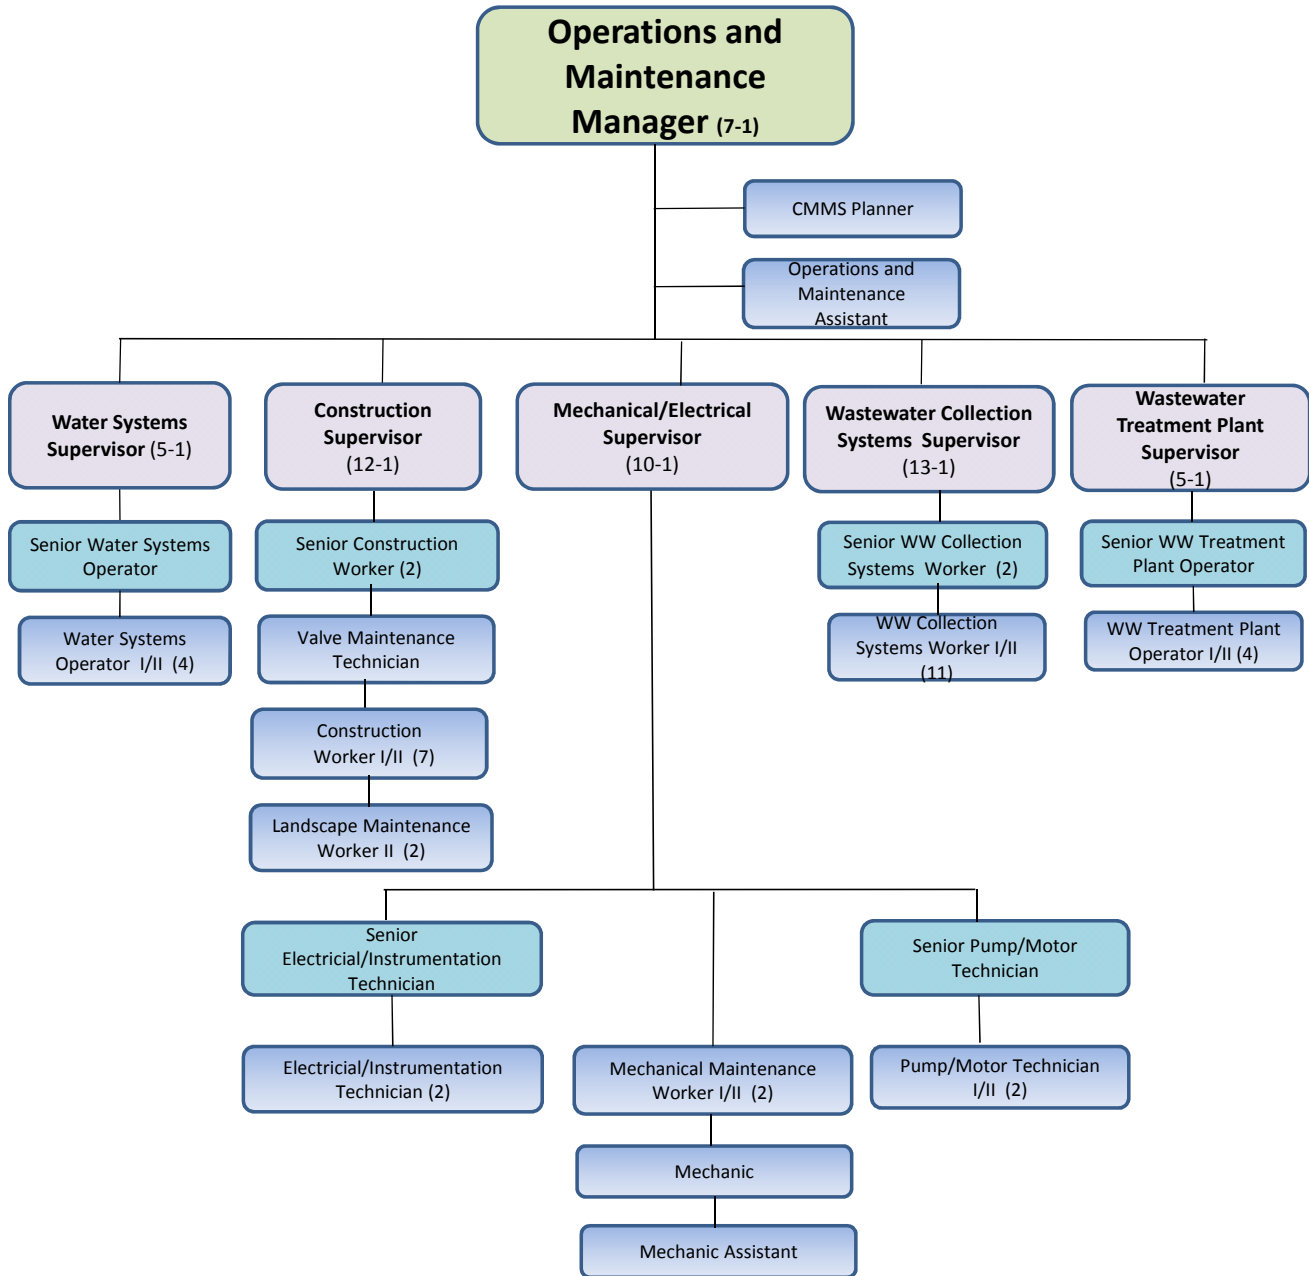 Operations and
Maintenance
Manager (7-1)
CMMS Planner
Operations and
Maintenance
Assistant
Water Systems
Supervisor (5-1)
Construction
Supervisor
(12-1)
Mechanical/Electrical
Supervisor
(10-1)
Wastewater Collection
Systems Supervisor
(13-1)
Wastewater
Treatment Plant
Supervisor
(5-1)
Senior Water Systems
Operator
Senior Construction
Worker (2)
Senior WW Collection
Systems Worker (2)
Senior WW Treatment
Plant Operator
Water Systems
Operator I/II (4)
Valve Maintenance
Technician
WW Collection
Systems Worker I/II
(11)
WW Treatment Plant
Operator I/II (4)
Construction
Worker I/II (7)
Landscape Maintenance
Worker II (2)
Senior
Electricial/Instrumentation
Technician
Senior Pump/Motor
Technician
Electricial/Instrumentation
Technician (2)
Mechanical Maintenance
Worker I/II (2)
Pump/Motor Technician
I/II (2)
Mechanic
Mechanic Assistant